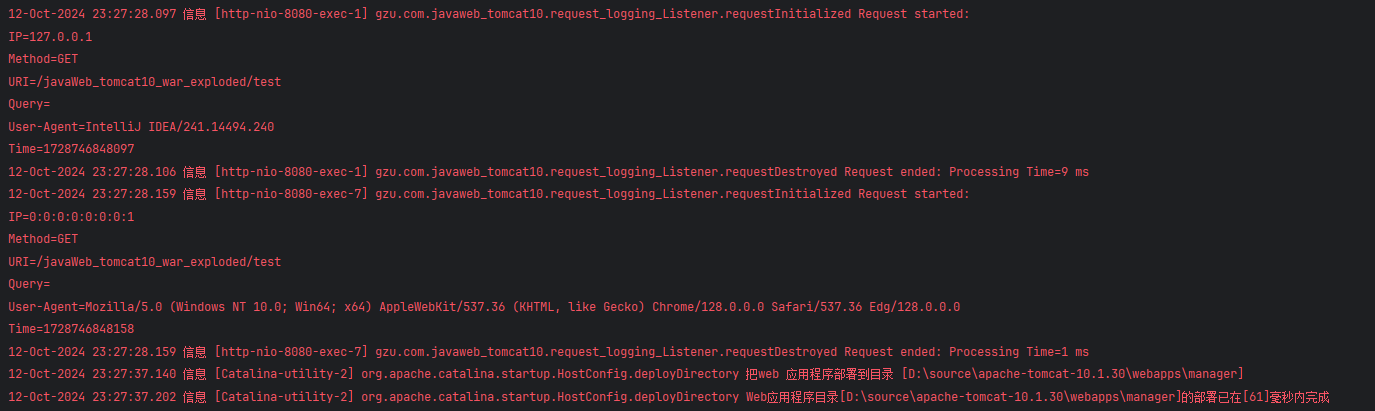 12-Oct-2024 23:27:28.097 信息 [http-nio-8080-exec-1] gzu.com.javaweb_tomcat10.request_logging_Listener.requestInitialized Request started:
IP=127.0.0.1
Method=GET
URI=/javaWeb_tomcat10_war_exploded/test
Query=
User-Agent=IntelliJ IDEA/241.14494.240
Time=1728746848097
12-Oct-2024 23:27:28.106 信息 [http-nio-8080-exec-1] gzu.com.javaweb_tomcat10.request_logging_Listener.requestDestroyed Request ended: Processing Time=9 ms
12-Oct-2024 23:27:28.159 信息 [http-nio-8080-exec-7] gzu.com.javaweb_tomcat10.request_logging_Listener.requestInitialized Request started:
IP=0:0:0:0:0:0:0:1
Method=GET
URI=/javaWeb_tomcat10_war_exploded/test
Query=
User-Agent=Mozilla/5.0 (Windows NT 10.0; Win64; x64) AppleWebKit/537.36 (KHTML, like Gecko) Chrome/128.0.0.0 Safari/537.36 Edg/128.0.0.0
Time=1728746848158
12-Oct-2024 23:27:28.159 信息 [http-nio-8080-exec-7] gzu.com.javaweb_tomcat10.request_logging_Listener.requestDestroyed Request ended: Processing Time=1 ms
12-Oct-2024 23:27:37.140 信息 [Catalina-utility-2] org.apache.catalina.startup.HostConfig.deployDirectory 把web 应用程序部署到目录 [D:\source\apache-tomcat-10.1.30\webapps\manager]
12-Oct-2024 23:27:37.202 信息 [Catalina-utility-2] org.apache.catalina.startup.HostConfig.deployDirectory Web应用程序目录[D:\source\apache-tomcat-10.1.30\webapps\manager]的部署已在[61]毫秒内完成